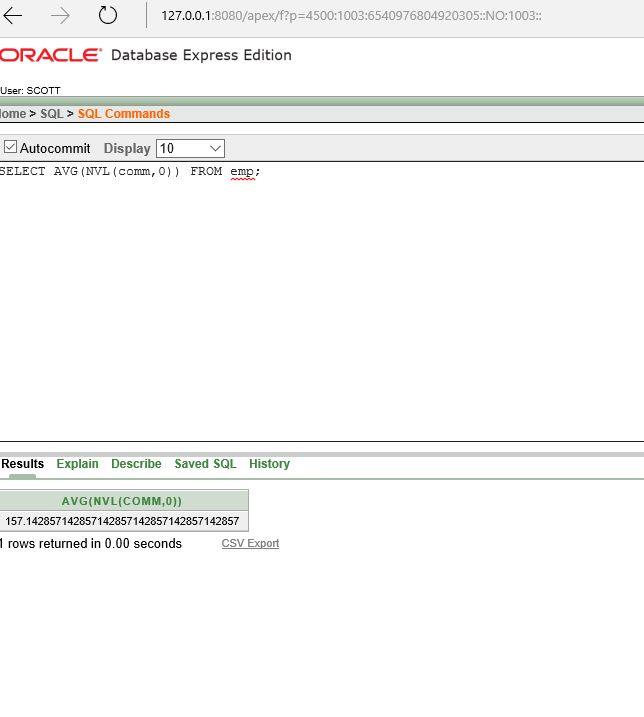 127.0.0.1:8080/apex/f?p=4500:1003:6540976804920305::NO:1003::
ORACLE® Database Express Edition
User: SCOTT
Home > SQL > SQL Commands
Autocommit Display 10
SELECT AVG(NVL(comm,0)) FROM emp;
Results Explain Describe Saved SQL History
AVG(NVL(COMM,0))
157.142857142857142857142857142857142857
1 rows returned in 0.00 seconds CSV Export